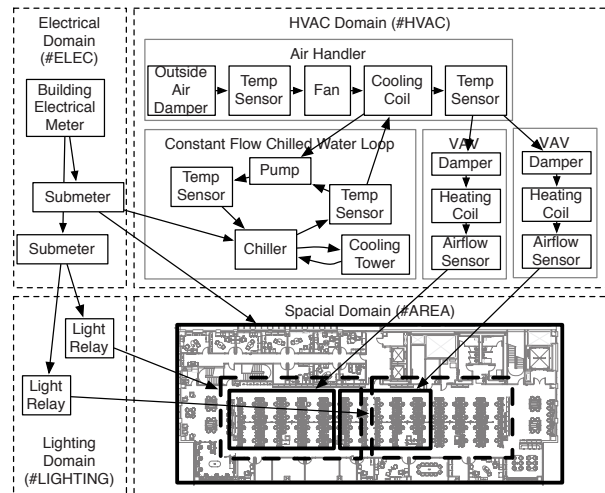 Electrical
Domain
(#ELEC)
Building
Electrical
Meter
Submeter
Submeter
HVAC Domain (#HVAC)
Air Handler
Outside
Air
Damper
Temp
Sensor
Fan
Cooling
Coil
Temp
Sensor
Constant Flow Chilled Water Loop
Pump
Temp
Sensor
Temp
Sensor
Chiller
Cooling
Tower
VAV
Damper
Heating
Coil
Airflow
Sensor
VAV
Damper
Heating
Coil
Airflow
Sensor
Light
Relay
Light
Relay
Lighting
Domain
(#LIGHTING)
Spacial Domain (#AREA)